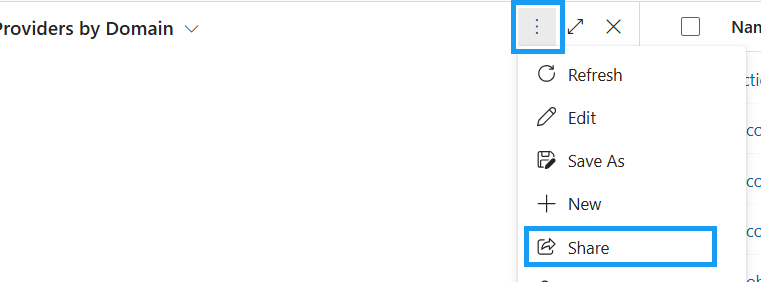 Providers by Domain
Refresh
Edit
Save As
New
Share